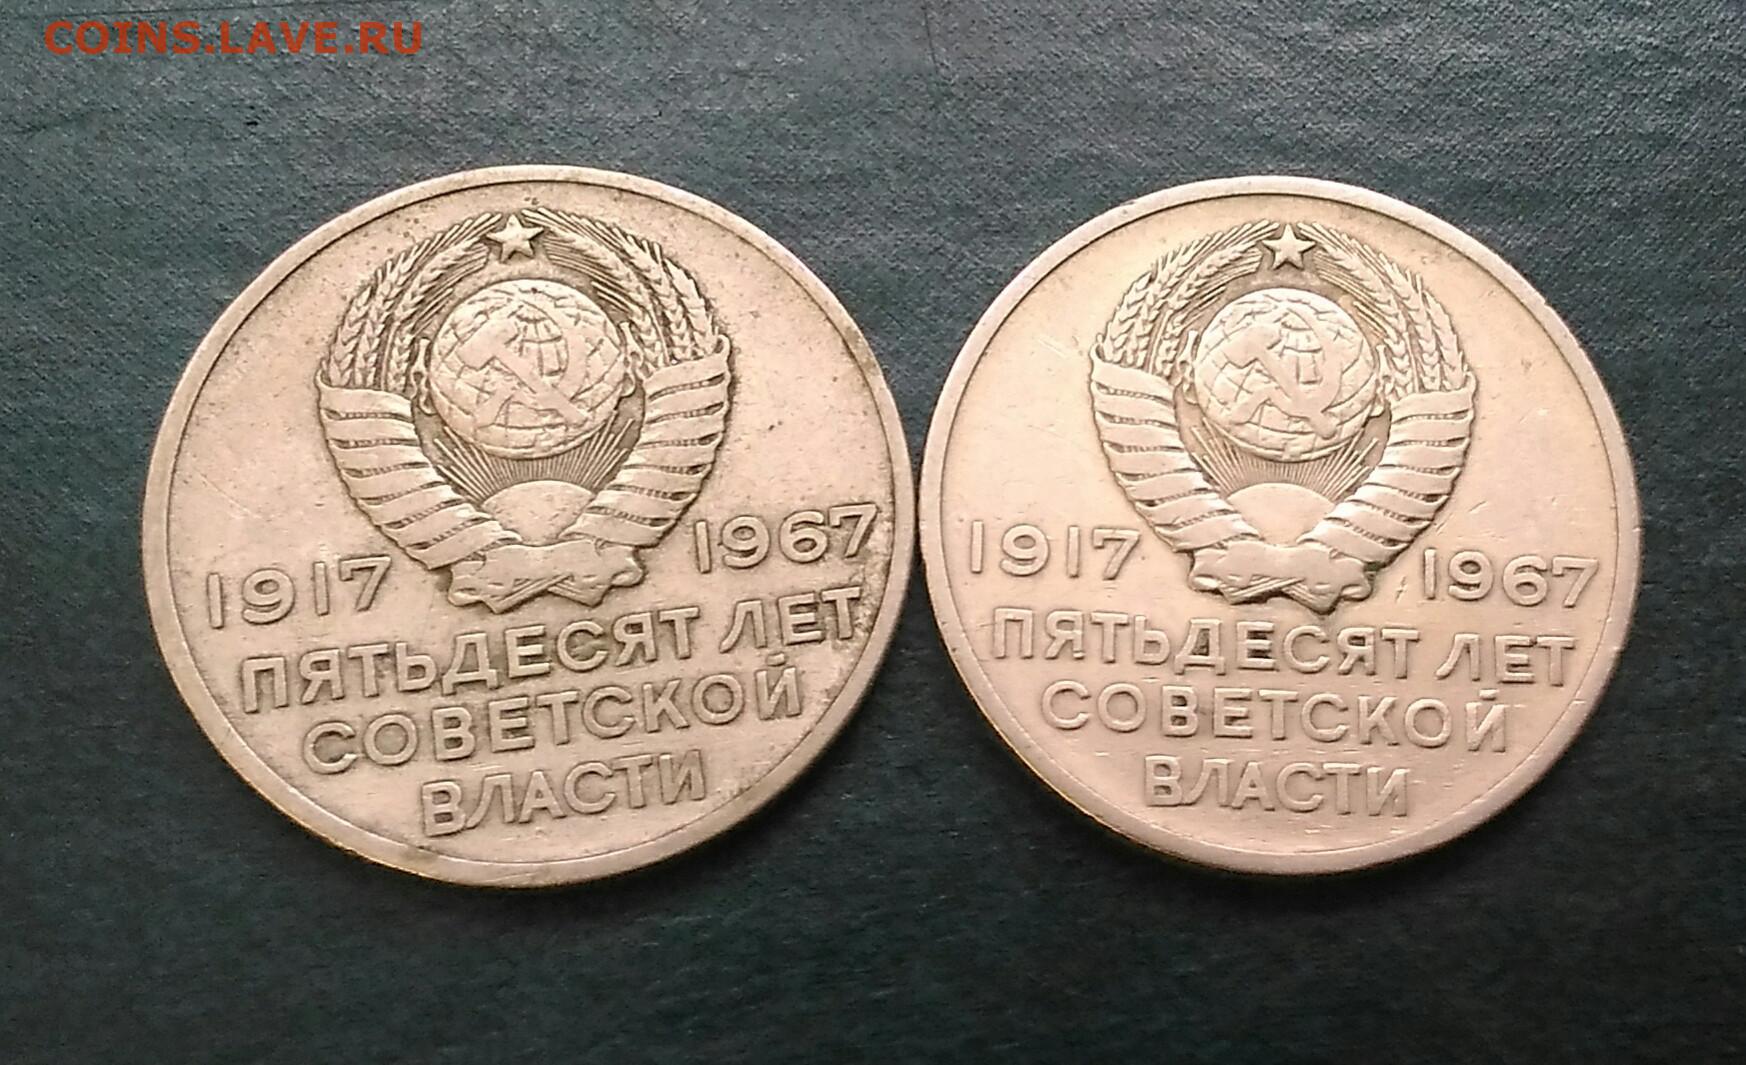 COINS.LAVE.RU
1917 1967
ПЯТЬДЕСЯТ ЛЕТ
СОВЕТСКОЙ
ВЛАСТИ
1917 1967
ПЯТЬДЕСЯТ ЛЕТ
СОВЕТСКОЙ
ВЛАСТИ